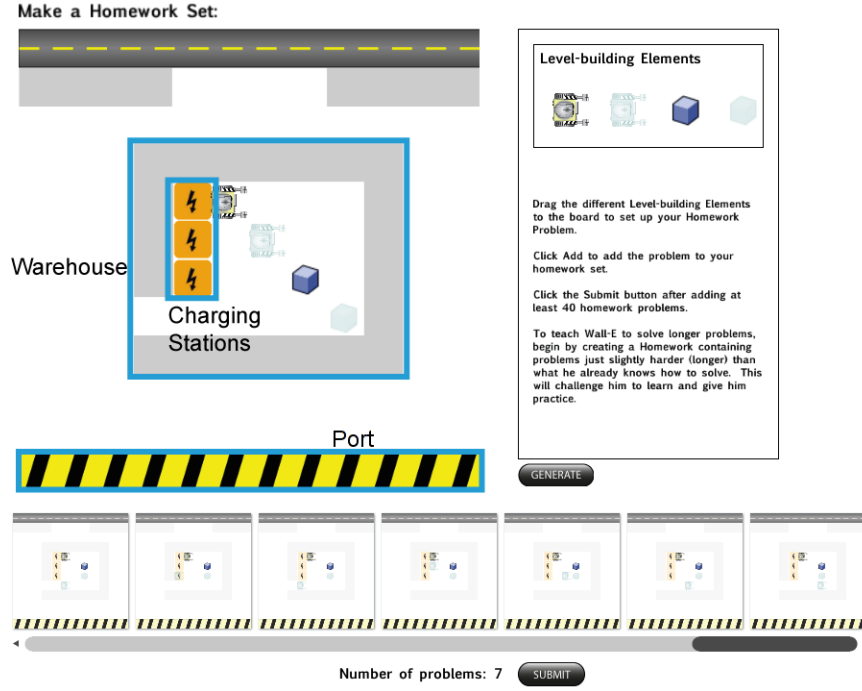 Make a Homework Set:
Level-building Elements
Drag the different Level-building Elements
to the board to set up your Homework
Problem.
Click Add to add the problem to your
homework set.
Click the Submit button after adding at
least 40 homework problems.
To teach Wall-E to solve longer problems,
begin by creating a Homework containing
problems just slightly harder (longer) than
what he already knows how to solve. This
will challenge him to learn and give him
practice.
Warehouse
Charging
Stations
Port
GENERATE
Number of problems: 7
SUBMIT